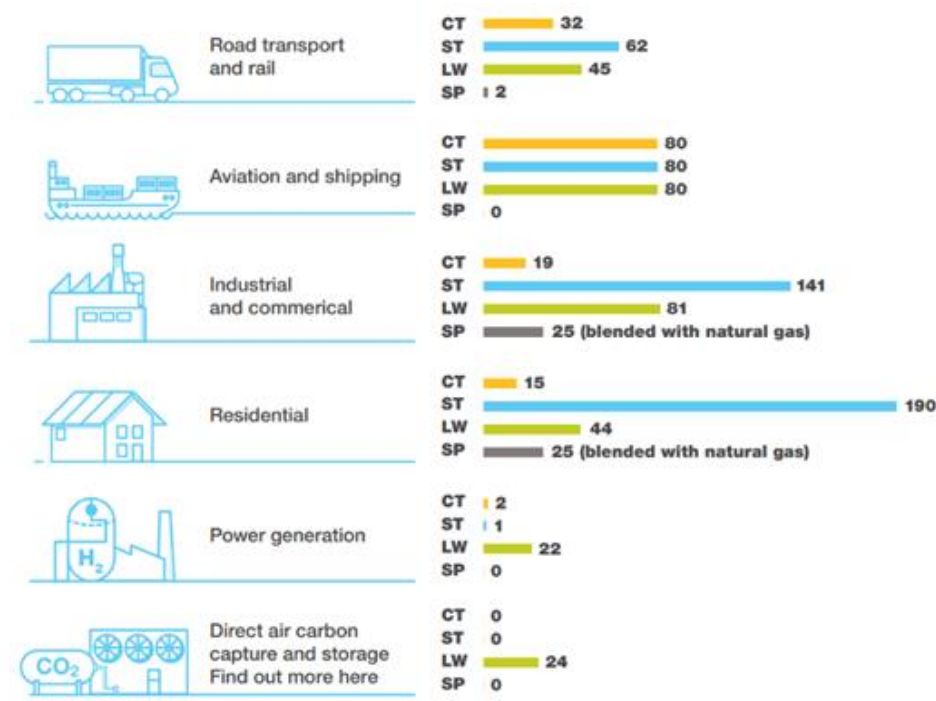 Road transport
and rail
CT 32
ST 62
LW 45
SP 2
Aviation and shipping
CT 80
ST 80
LW 80
SP 0
Industrial
and commerical
CT 19
ST 141
LW 81
SP 25 (blended with natural gas)
Residential
CT 15
ST 190
LW 44
SP 25 (blended with natural gas)
H2
Power generation
CT 2
ST 1
LW 22
SP 0
CO2
Direct air carbon
capture and storage
Find out more here
CT 0
ST 0
LW 24
SP 0